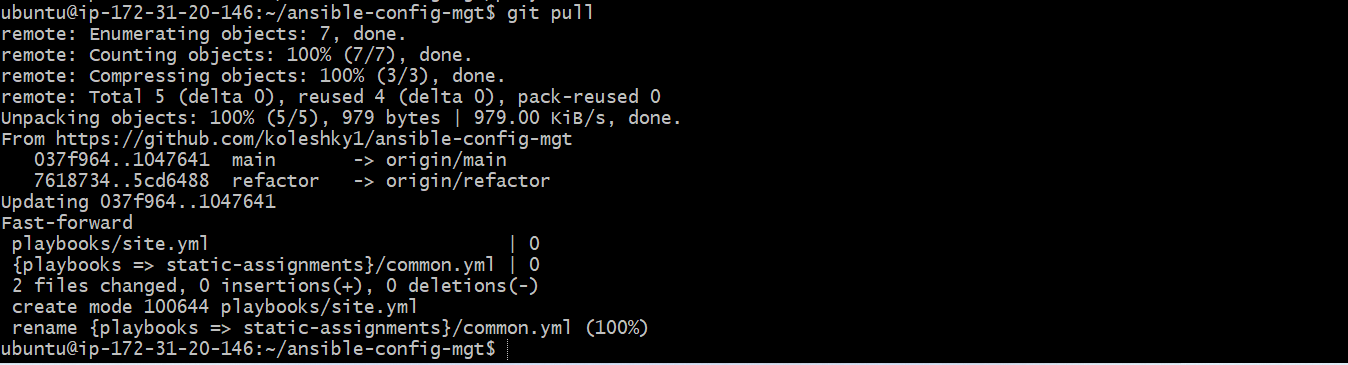 ubuntu@ip-172-31-20-146:~/ansible-config-mgt$ git pull
remote: Enumerating objects: 7, done.
remote: Counting objects: 100% (7/7), done.
remote: Compressing objects: 100% (3/3), done.
remote: Total 5 (delta 0), reused 4 (delta 0), pack-reused 0
Unpacking objects: 100% (5/5), 979 bytes | 979.00 KiB/s, done.
From https://github.com/koleshky1/ansible-config-mgt
   037f964..1047641  main       -> origin/main
   7618734..5cd6488  refactor   -> origin/refactor
Updating 037f964..1047641
Fast-forward
 playbooks/site.yml                           | 0
 {playbooks => static-assignments}/common.yml | 0
 2 files changed, 0 insertions(+), 0 deletions(-)
 create mode 100644 playbooks/site.yml
 rename {playbooks => static-assignments}/common.yml (100%)
ubuntu@ip-172-31-20-146:~/ansible-config-mgt$